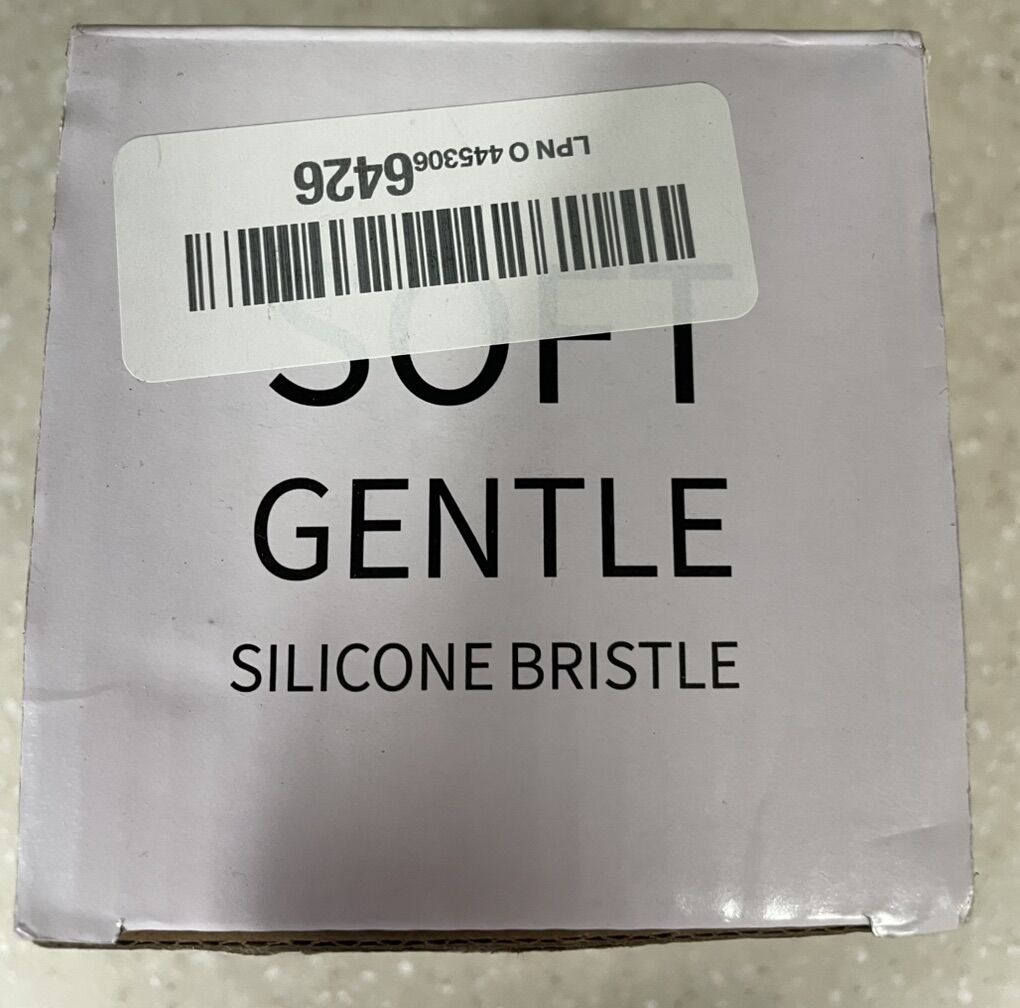 LPN O 4453066426
SOFT
GENTLE
SILICONE BRISTLE